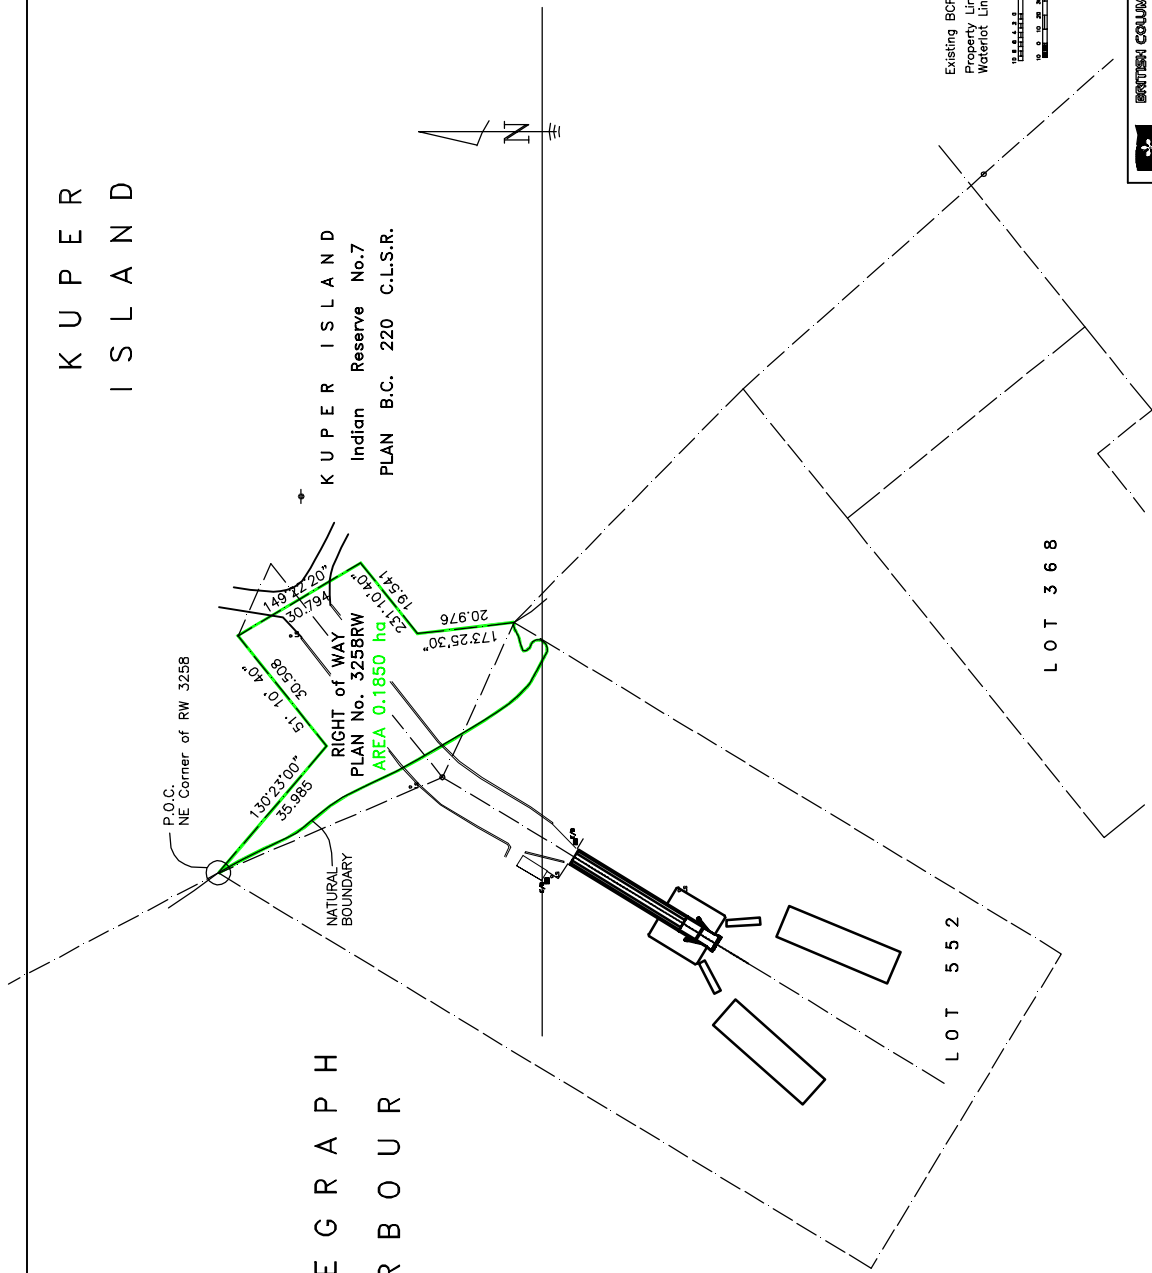 KUPER
ISLAND
KUPER ISLAND
Indian Reserve No.7
PLAN B.C. 220 C.L.S.R.
N
Existing BCF
Property Lin
Waterlot Lin
BRITISH COLUM
P.O.C.
NE Corner of RW 3258
130°23'00"
35.985
51° 10' 40"
30.508
149°22'20"
30.794
231°10'40"
19.541
173°25'30"
20.976
RIGHT of WAY
PLAN No. 3258RW
AREA 0.1850 ha
NATURAL
BOUNDARY
LOT 368
LOT 552
EGRAPH
RBOUR